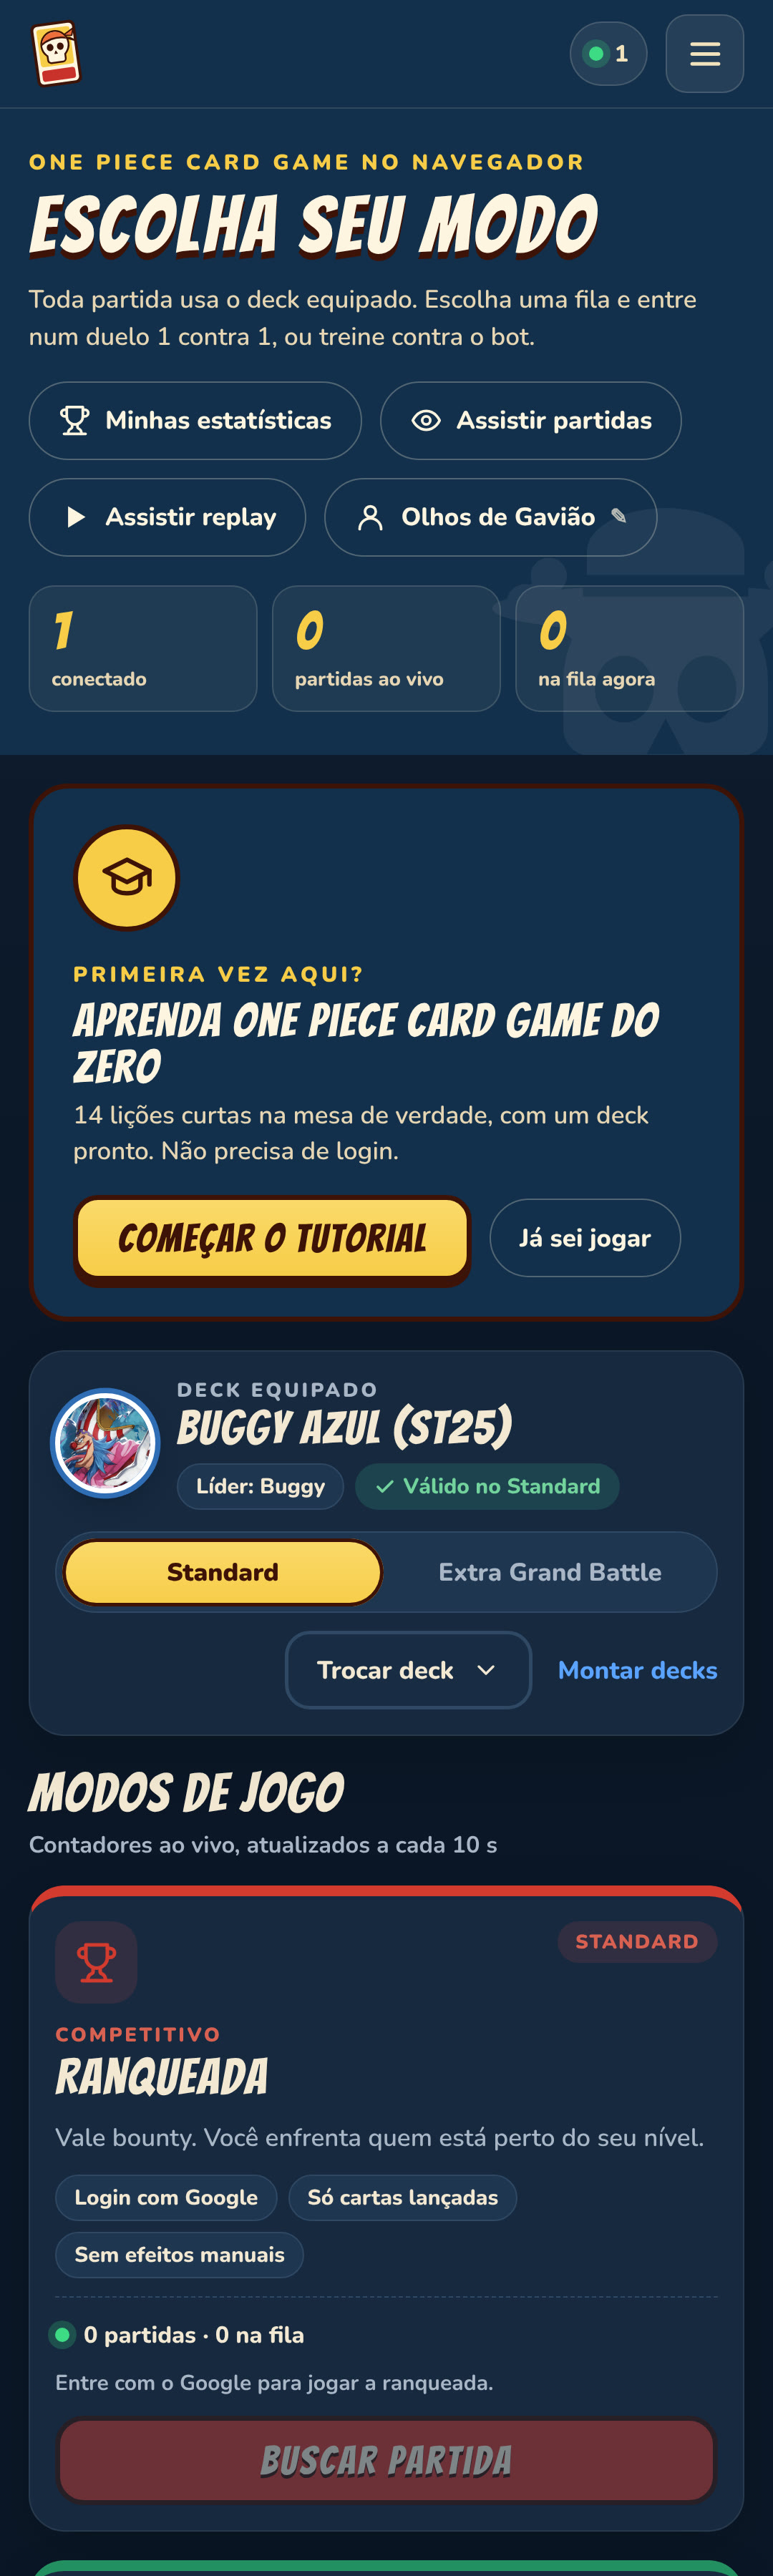 1
ONE PIECE CARD GAME NO NAVEGADOR
ESCOLHA SEU MODO
Toda partida usa o deck equipado. Escolha uma fila e entre
num duelo 1 contra 1, ou treine contra o bot.
Minhas estatísticas
Assistir partidas
Assistir replay
Olhos de Gavião
1
conectado
0
partidas ao vivo
0
na fila agora
PRIMEIRA VEZ AQUI?
APRENDA ONE PIECE CARD GAME DO
ZERO
14 lições curtas na mesa de verdade, com um deck
pronto. Não precisa de login.
COMEÇAR O TUTORIAL
Já sei jogar
DECK EQUIPADO
BUGGY AZUL (ST25)
Líder: Buggy
Válido no Standard
Standard
Extra Grand Battle
Trocar deck
Montar decks
MODOS DE JOGO
Contadores ao vivo, atualizados a cada 10 s
STANDARD
COMPETITIVO
RANQUEADA
Vale bounty. Você enfrenta quem está perto do seu nível.
Login com Google
Só cartas lançadas
Sem efeitos manuais
0 partidas · 0 na fila
Entre com o Google para jogar a ranqueada.
BUSCAR PARTIDA